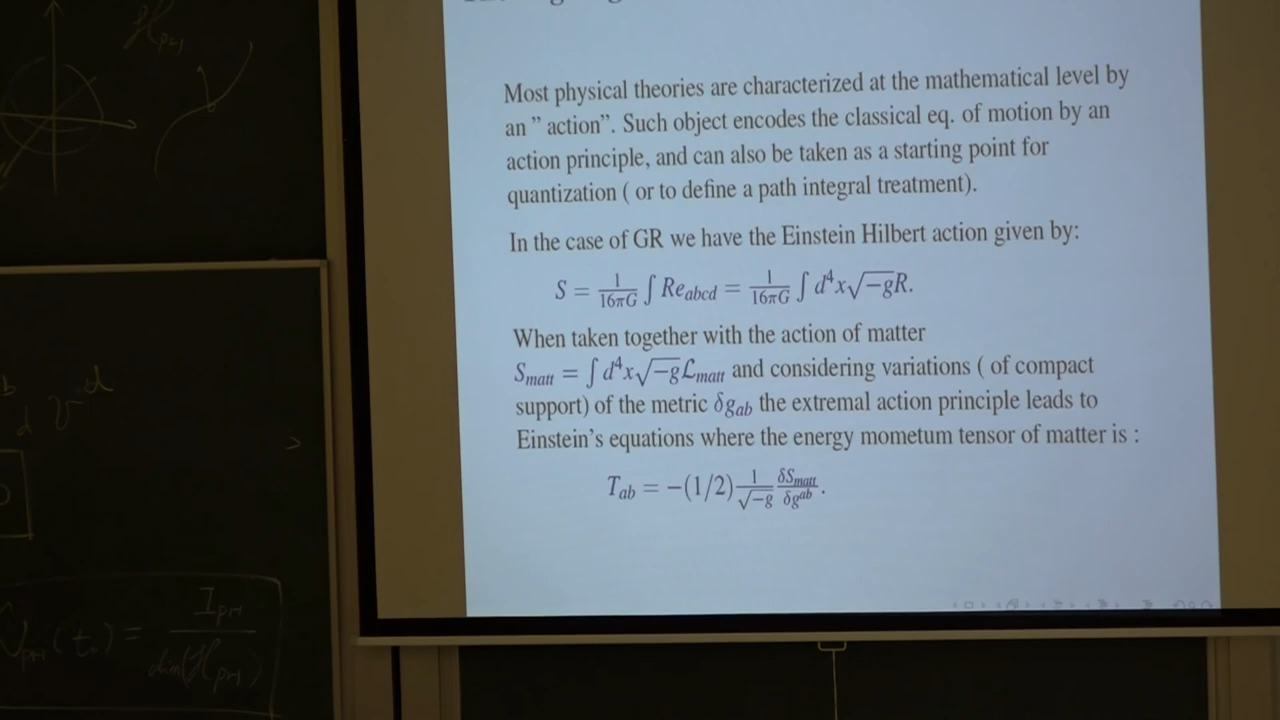 Most physical theories are characterized at the mathematical level by
an ” action”. Such object encodes the classical eq. of motion by an
action principle, and can also be taken as a starting point for
quantization ( or to define a path integral treatment).
In the case of GR we have the Einstein Hilbert action given by:
S = 1/16πG ∫ Re_abcd = 1/16πG ∫ d⁴x√−g R.
When taken together with the action of matter
S_matt = ∫ d⁴x√−g ℒ_matt and considering variations ( of compact
support) of the metric δg_ab the extremal action principle leads to
Einstein’s equations where the energy mometum tensor of matter is :
T_ab = −(1/2) 1/√−g δS_matt/δg^ab .